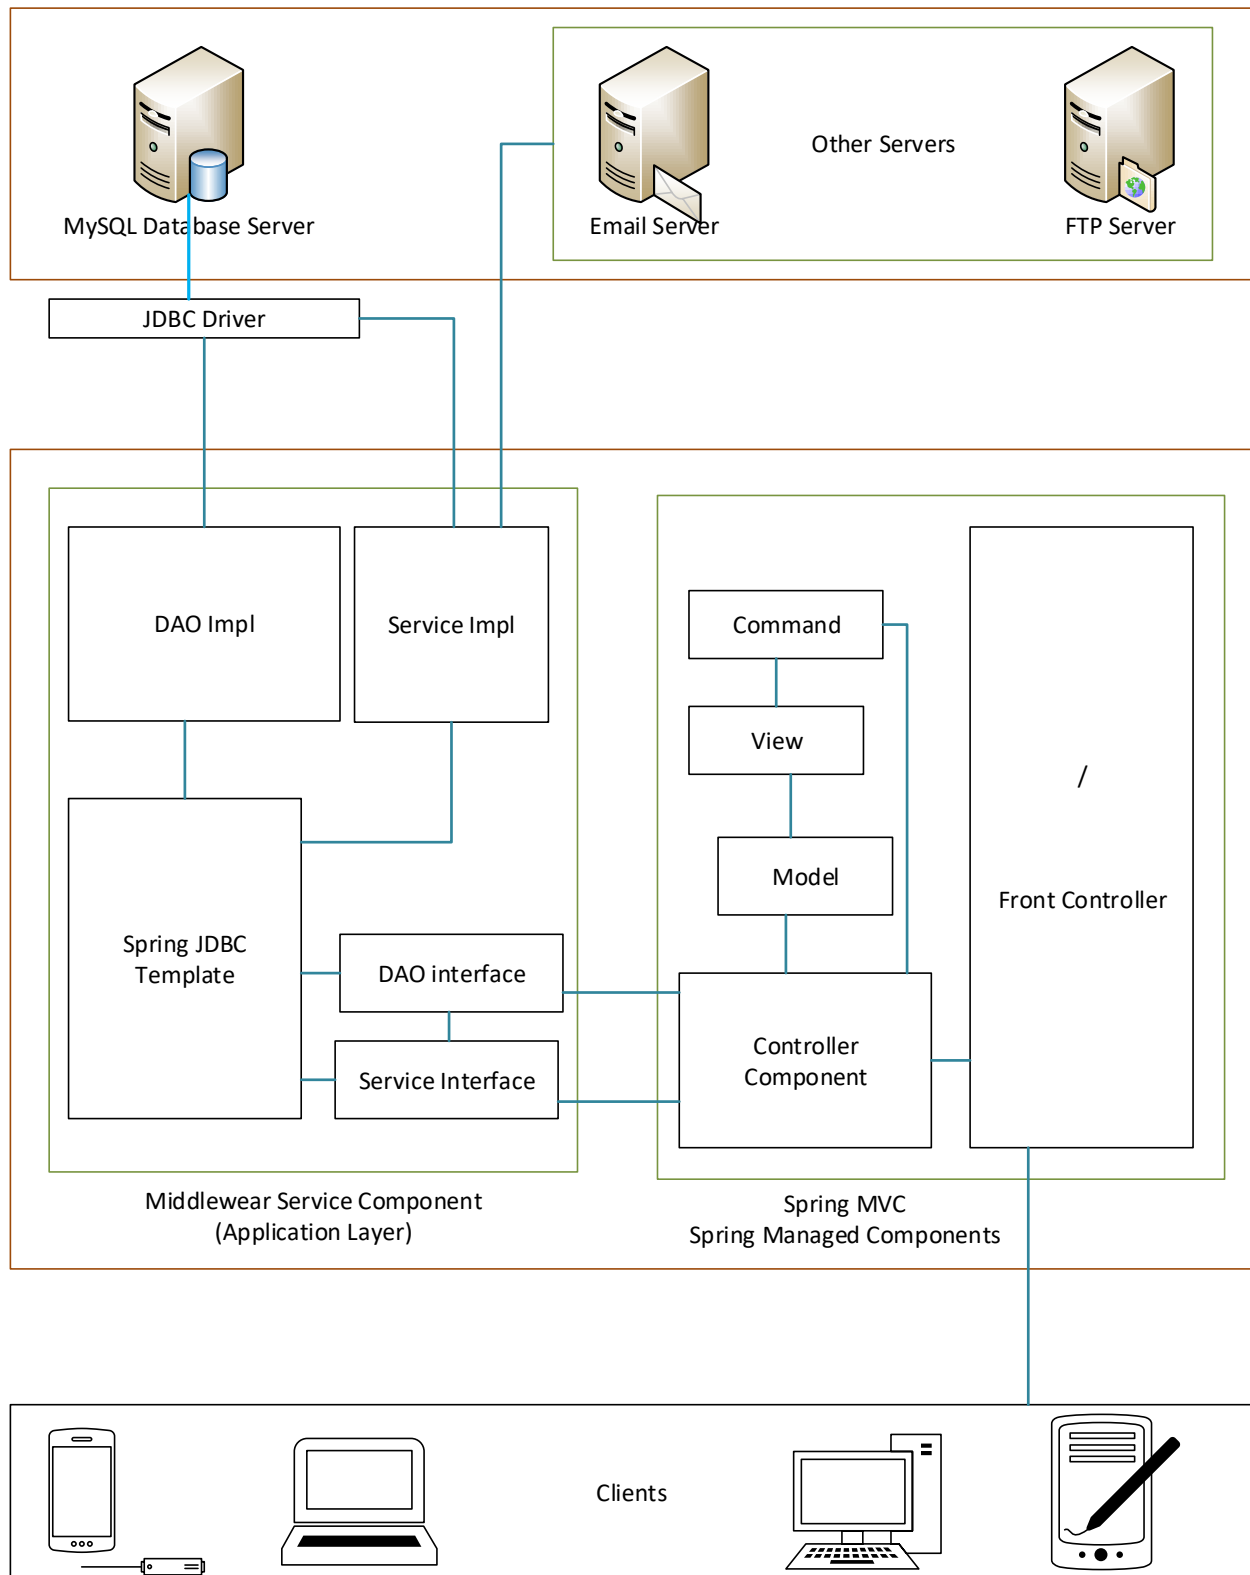 Other Servers
MySQL Database Server
Email Server
FTP Server
JDBC Driver
DAO Impl
Service Impl
Command
View
/
Model
Front Controller
Spring JDBC
Template
DAO interface
Controller
Component
Service Interface
Middlewear Service Component
(Application Layer)
Spring MVC
Spring Managed Components
Clients